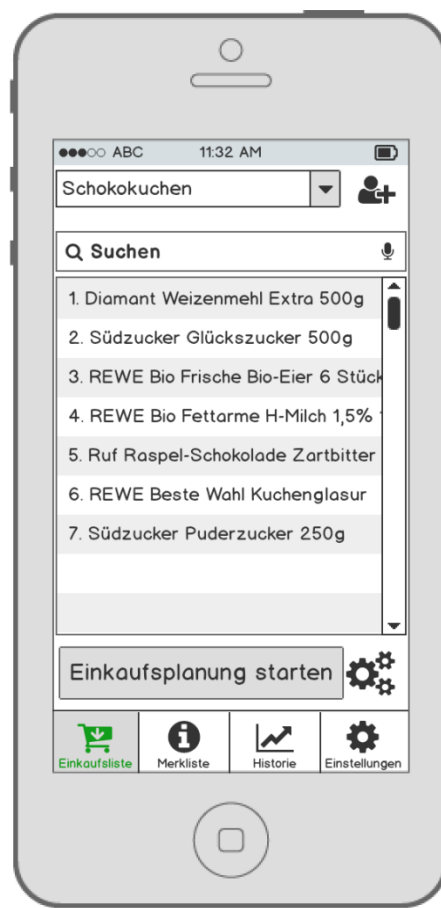 ABC 11:32 AM
Schokokuchen
Suchen
1. Diamant Weizenmehl Extra 500g
2. Südzucker Glückszucker 500g
3. REWE Bio Frische Bio-Eier 6 Stück
4. REWE Bio Fettarme H-Milch 1,5%
5. Ruf Raspel-Schokolade Zartbitter
6. REWE Beste Wahl Kuchenglasur
7. Südzucker Puderzucker 250g
Einkaufsplanung starten
Einkaufsliste Merkliste Historie Einstellungen